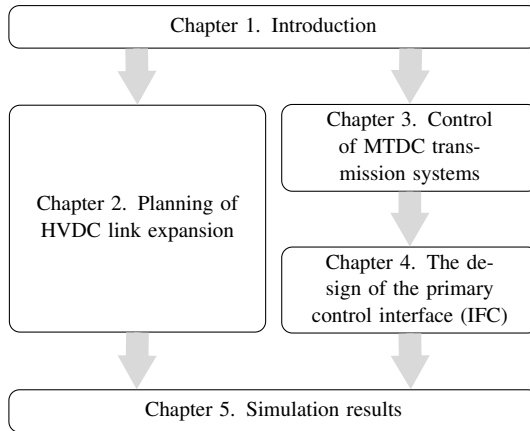 Chapter 1. Introduction
Chapter 2. Planning of
HVDC link expansion
Chapter 3. Control
of MTDC trans-
mission systems
Chapter 4. The de-
sign of the primary
control interface (IFC)
Chapter 5. Simulation results